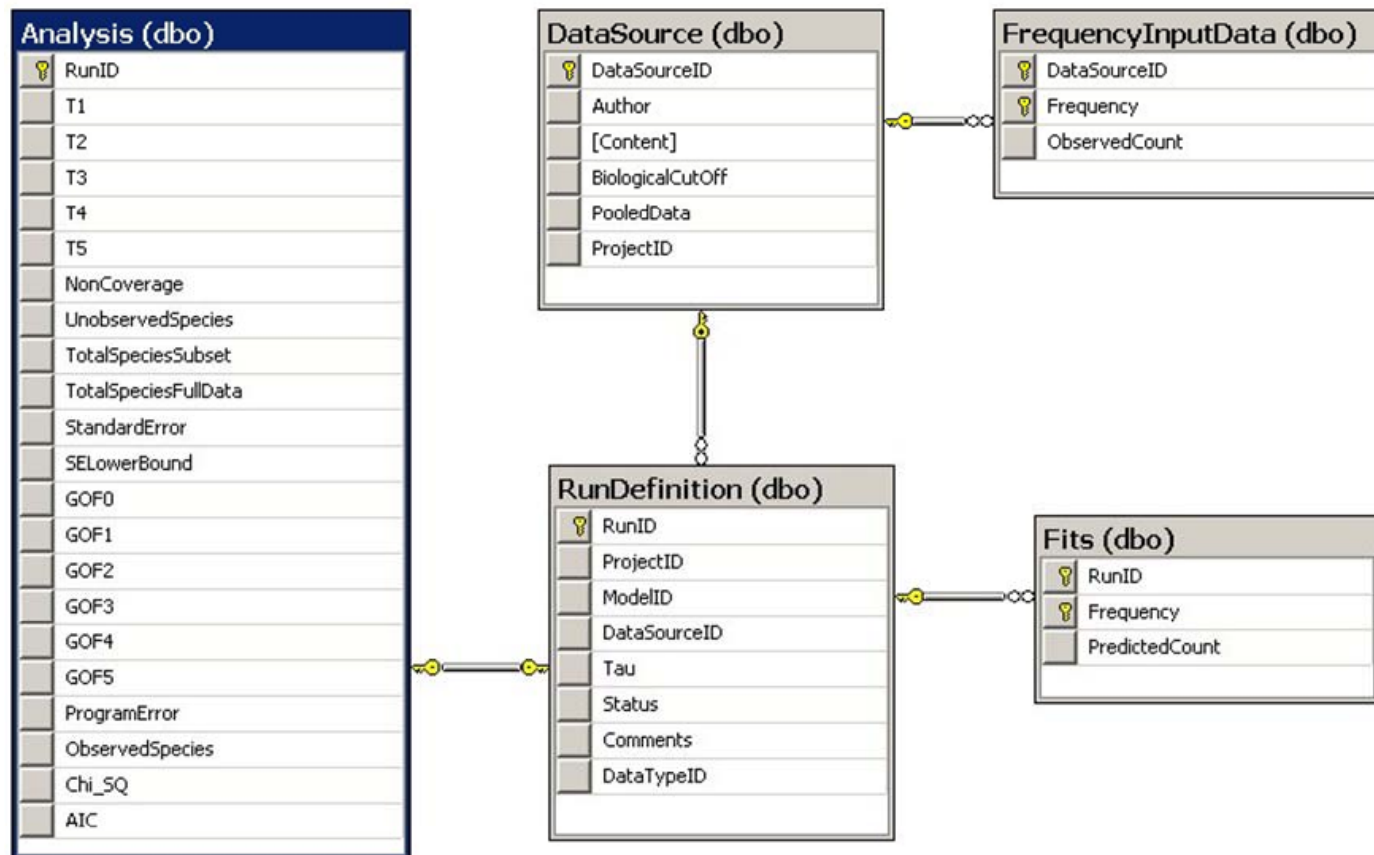 Analysis (dbo)
RunID
T1
T2
T3
T4
T5
NonCoverage
UnobservedSpecies
TotalSpeciesSubset
TotalSpeciesFullData
StandardError
SELowerBound
GOF0
GOF1
GOF2
GOF3
GOF4
GOF5
ProgramError
ObservedSpecies
Chi_SQ
AIC
DataSource (dbo)
DataSourceID
Author
[Content]
BiologicalCutOff
PooledData
ProjectID
FrequencyInputData (dbo)
DataSourceID
Frequency
ObservedCount
RunDefinition (dbo)
RunID
ProjectID
ModelID
DataSourceID
Tau
Status
Comments
DataTypeID
Fits (dbo)
RunID
Frequency
PredictedCount